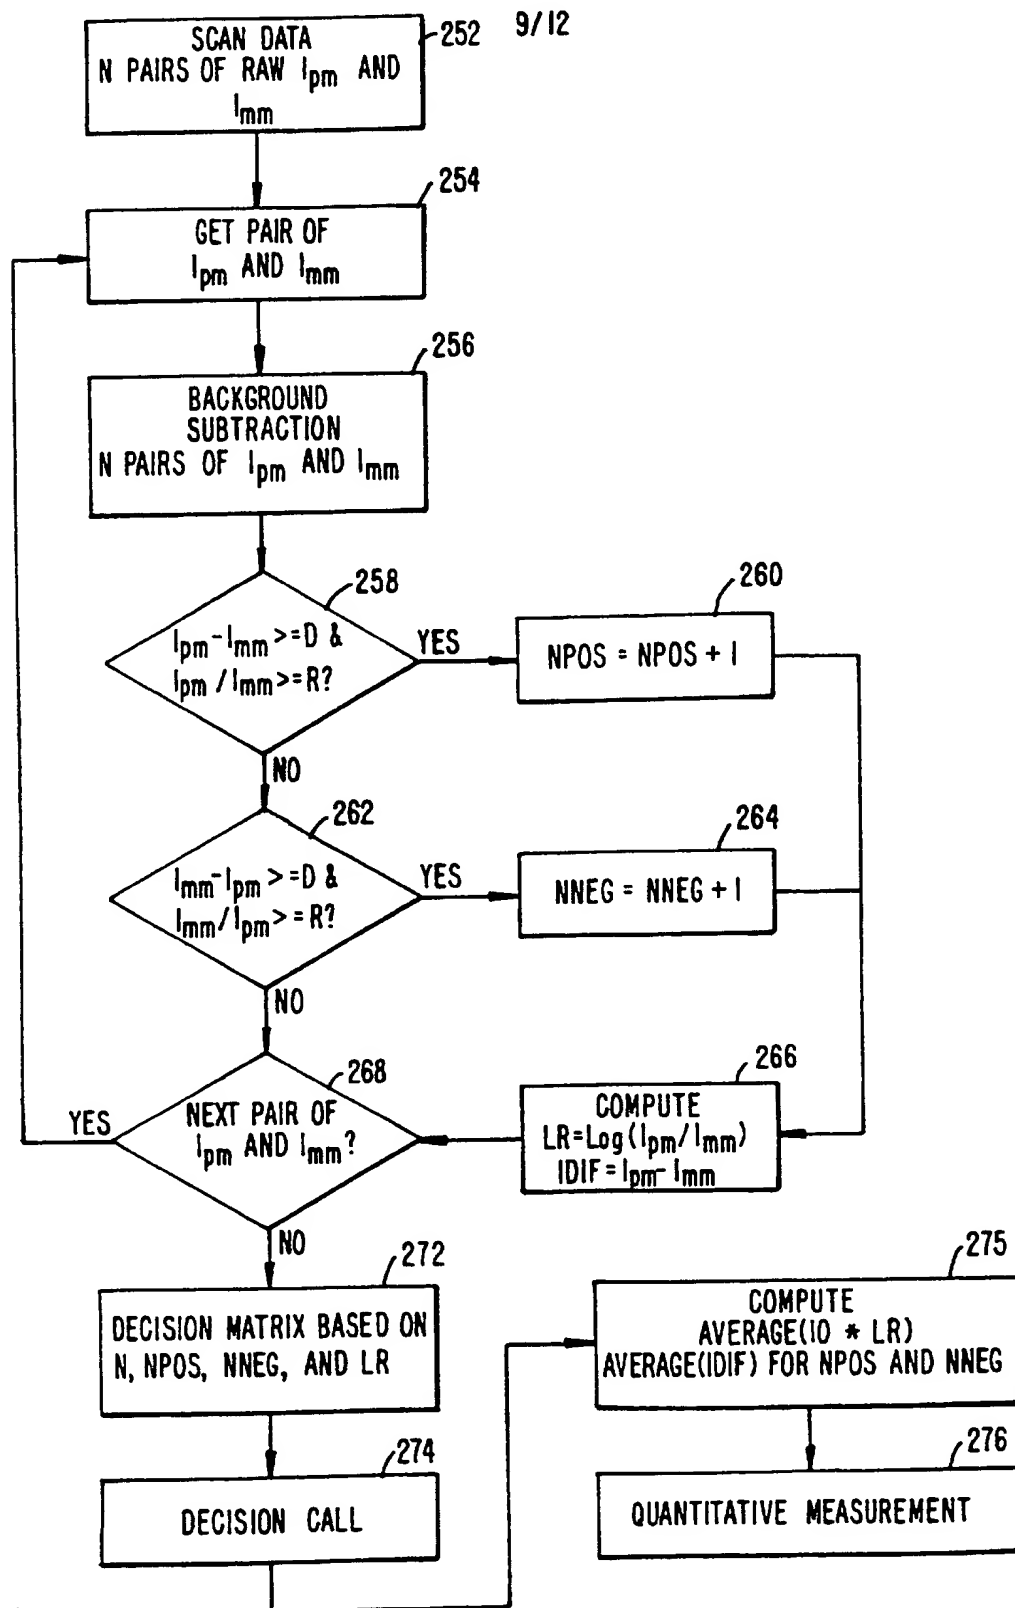 9/12
252
SCAN DATA
N PAIRS OF RAW Ipm AND
Imm
254
GET PAIR OF
Ipm AND Imm
256
BACKGROUND
SUBTRACTION
N PAIRS OF Ipm AND Imm
258
Ipm-Imm >=D &
Ipm / Imm >=R?
YES
260
NPOS = NPOS + 1
NO
262
Imm-Ipm >=D &
Imm/Ipm >=R?
YES
264
NNEG = NNEG + 1
NO
268
NEXT PAIR OF
Ipm AND Imm?
YES
266
COMPUTE
LR=Log(Ipm/Imm)
IDIF=Ipm-Imm
NO
272
DECISION MATRIX BASED ON
N, NPOS, NNEG, AND LR
274
DECISION CALL
275
COMPUTE
AVERAGE(10 * LR)
AVERAGE(IDIF) FOR NPOS AND NNEG
276
QUANTITATIVE MEASUREMENT